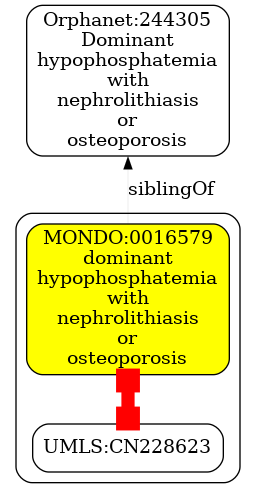 Orphanet:244305
Dominant
hypophosphatemia
with
nephrolithiasis
or
osteoporosis
siblingOf
MONDO:0016579
dominant
hypophosphatemia
with
nephrolithiasis
or
osteoporosis
UMLS:CN228623